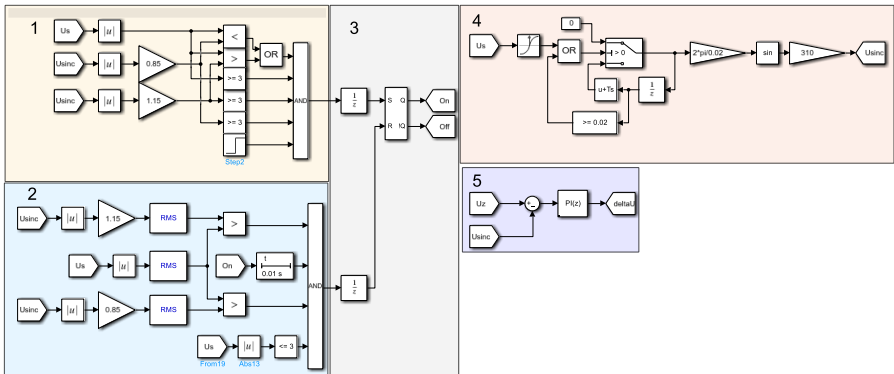 1
Us
|u|
<
Usinc
|u|
0.85
>
OR
>= 3
Usinc
|u|
1.15
>= 3
AND
>= 3
Step2
2
Usinc
|u|
1.15
RMS
>
Us
|u|
RMS
On
0.01 s
AND
Usinc
|u|
0.85
RMS
>
Us
|u|
<= 3
From19
Abs13
3
1
z
S
Q
On
R
!Q
Off
1
z
4
0
Us
OR
> 0
2*pi/0.02
sin
310
Usinc
u+Ts
1
z
>= 0.02
5
Uz
+
−
PI(z)
deltaU
Usinc